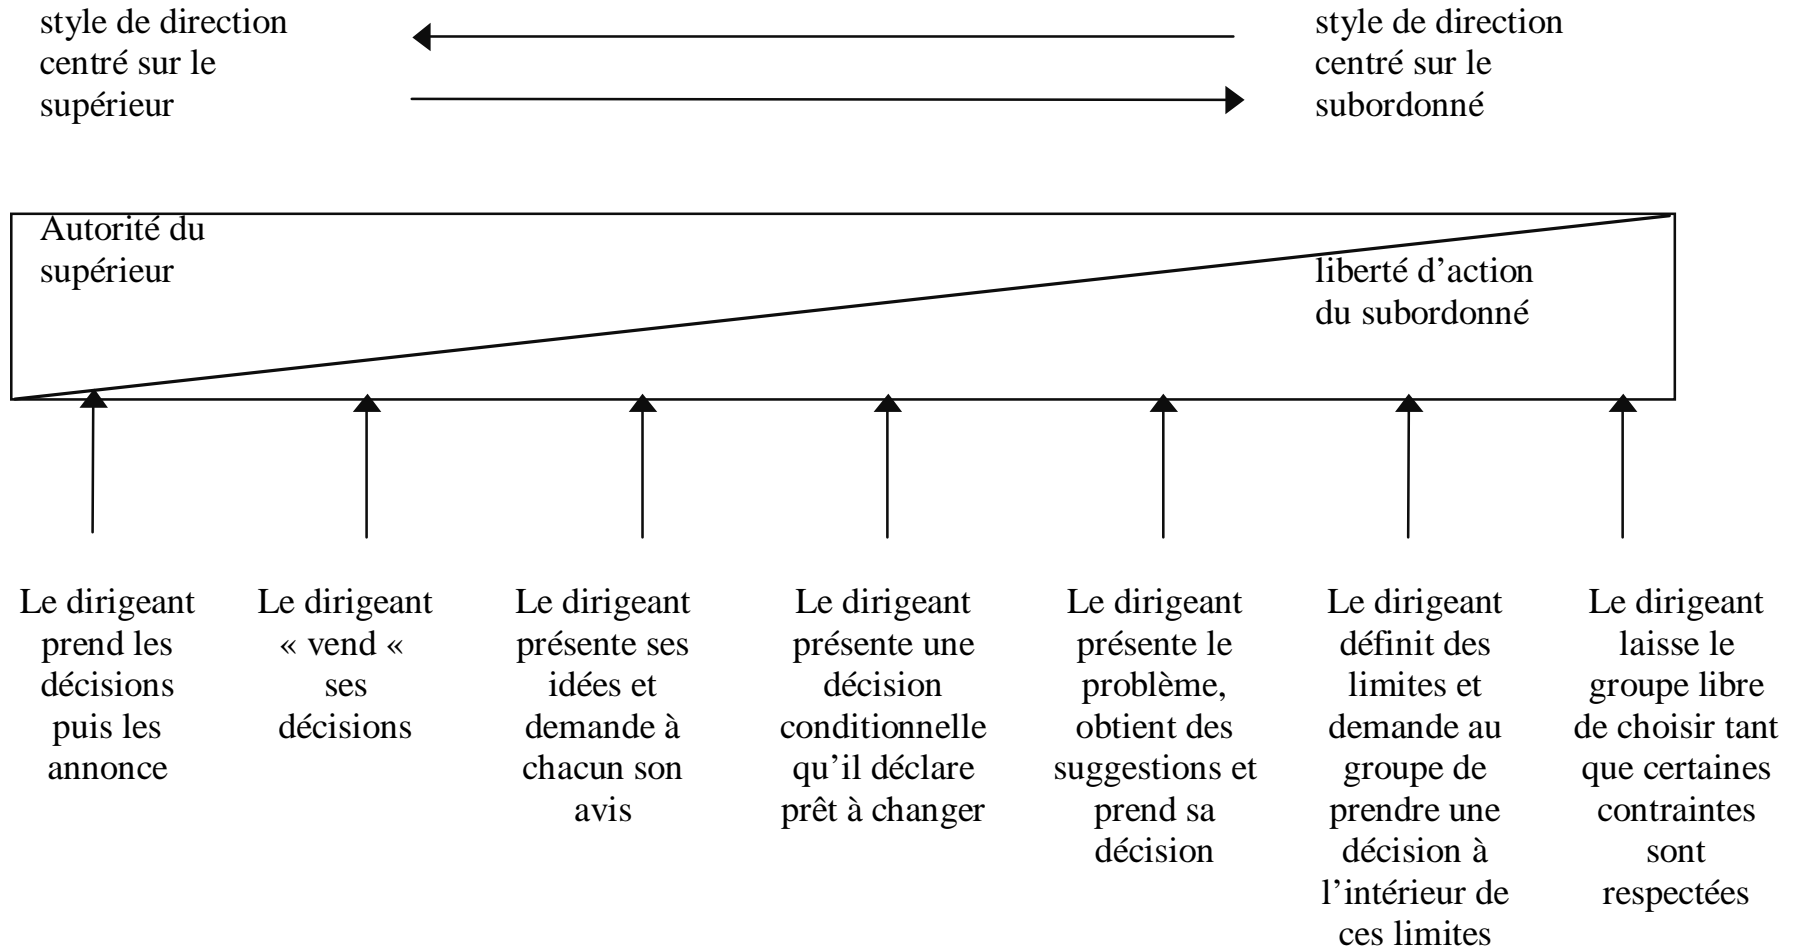 style de direction
centré sur le
supérieur
style de direction
centré sur le
subordonné
Autorité du
supérieur
liberté d’action
du subordonné
Le dirigeant
prend les
décisions
puis les
annonce
Le dirigeant
« vend «
ses
décisions
Le dirigeant
présente ses
idées et
demande à
chacun son
avis
Le dirigeant
présente une
décision
conditionnelle
qu’il déclare
prêt à changer
Le dirigeant
présente le
problème,
obtient des
suggestions et
prend sa
décision
Le dirigeant
définit des
limites et
demande au
groupe de
prendre une
décision à
l’intérieur de
ces limites
Le dirigeant
laisse le
groupe libre
de choisir tant
que certaines
contraintes
sont
respectées